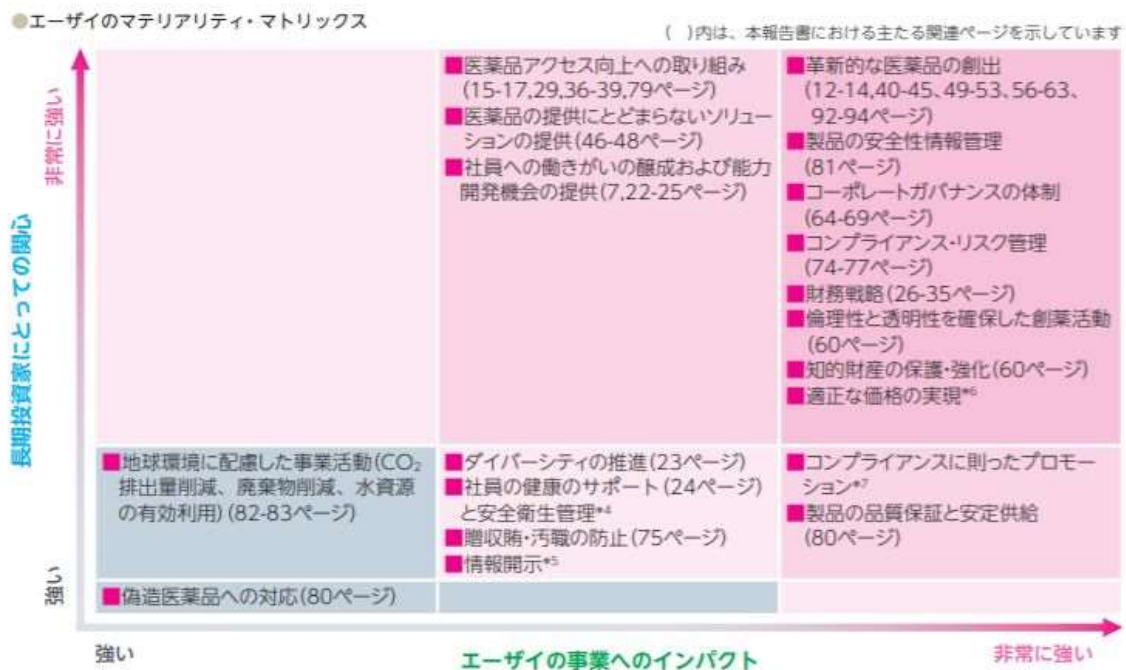 ●エーザイのマテリアリティ・マトリックス
( )内は、本報告書における主たる関連ページを示しています
非常に強い
長期投資家にとっての関心
強い
■医薬品アクセス向上への取り組み
(15-17,29,36-39,79ページ)
■医薬品の提供にとどまらないソリュー
ションの提供(46-48ページ)
■社員への働きがいの醸成および能力
開発機会の提供(7,22-25ページ)
■革新的な医薬品の創出
(12-14,40-45、49-53、56-63、
92-94ページ)
■製品の安全性情報管理
(81ページ)
■コーポレートガバナンスの体制
(64-69ページ)
■コンプライアンス・リスク管理
(74-77ページ)
■財務戦略(26-35ページ)
■倫理性と透明性を確保した創薬活動
(60ページ)
■知的財産の保護・強化(60ページ)
■適正な価格の実現*6
■地球環境に配慮した事業活動(CO₂
排出量削減、廃棄物削減、水資源
の有効利用)(82-83ページ)
■ダイバーシティの推進(23ページ)
■社員の健康のサポート(24ページ)
と安全衛生管理*4
■贈収賄・汚職の防止(75ページ)
■情報開示*5
■コンプライアンスに則ったプロモー
ション*7
■製品の品質保証と安定供給
(80ページ)
■偽造医薬品への対応(80ページ)
強い
エーザイの事業へのインパクト
非常に強い